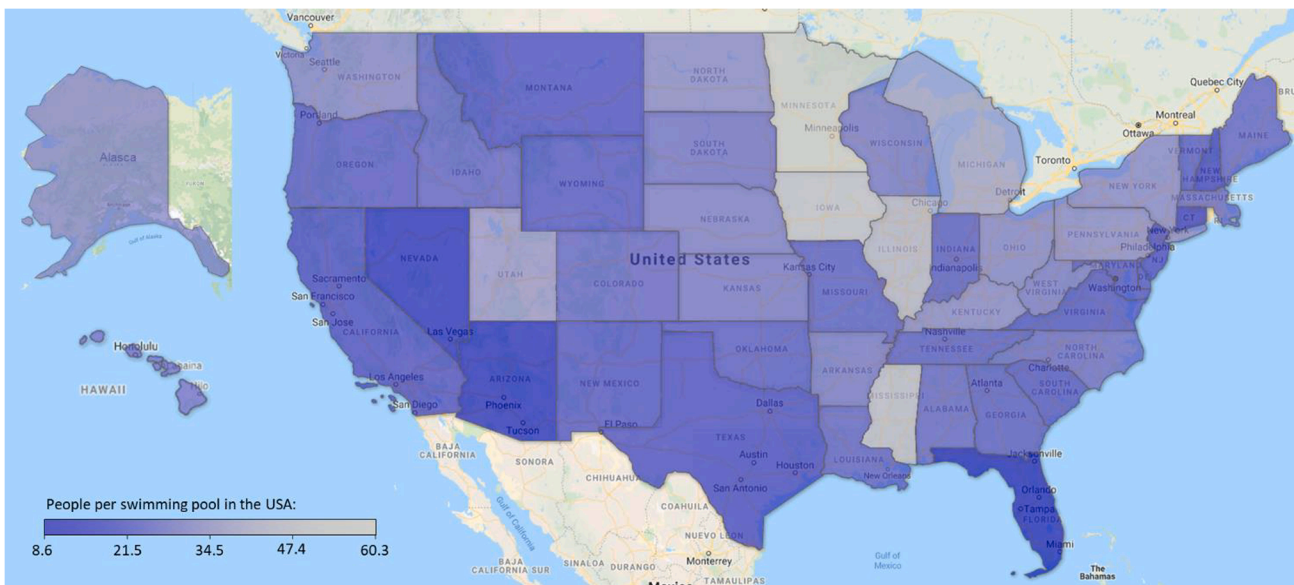 Vancouver
Victoria
Seattle
WASHINGTON
Portland
OREGON
IDAHO
MONTANA
NORTH
DAKOTA
SOUTH
DAKOTA
WYOMING
NEBRASKA
MINNESOTA
Minneapolis
WISCONSIN
MICHIGAN
IOWA
Chicago
Detroit
Toronto
Ottawa
Montreal
Quebec City
MAINE
VERMONT
NEW
HAMPSHIRE
MASSACHUSETTS
NEW YORK
CT
RI
New York
PENNSYLVANIA
Philadelphia
NJ
MARYLAND
DE
Washington
OHIO
INDIANA
Indianapolis
ILLINOIS
WEST
VIRGINIA
VIRGINIA
KENTUCKY
United States
NEVADA
UTAH
COLORADO
KANSAS
Kansas City
MISSOURI
Sacramento
San Francisco
San Jose
CALIFORNIA
Las Vegas
Los Angeles
San Diego
ARIZONA
Phoenix
Tucson
NEW MEXICO
El Paso
OKLAHOMA
ARKANSAS
Nashville
TENNESSEE
NORTH
CAROLINA
Charlotte
SOUTH
CAROLINA
Atlanta
GEORGIA
ALABAMA
MISSISSIPPI
LOUISIANA
New Orleans
TEXAS
Dallas
Austin
Houston
San Antonio
Jacksonville
Orlando
Tampa
FLORIDA
Miami
The
Bahamas
Gulf of
Mexico
BAJA
CALIFORNIA
SONORA
CHIHUAHUA
COAHUILA
NUEVO LEON
Monterrey
TAMAULIPAS
Gulf of California
BAJA
CALIFORNIA SUR
SINALOA
DURANGO
Mexico
Alasca
YUKON
Gulf of Alaska
Honolulu
Hilo
HAWAII
People per swimming pool in the USA:
8.6 21.5 34.5 47.4 60.3